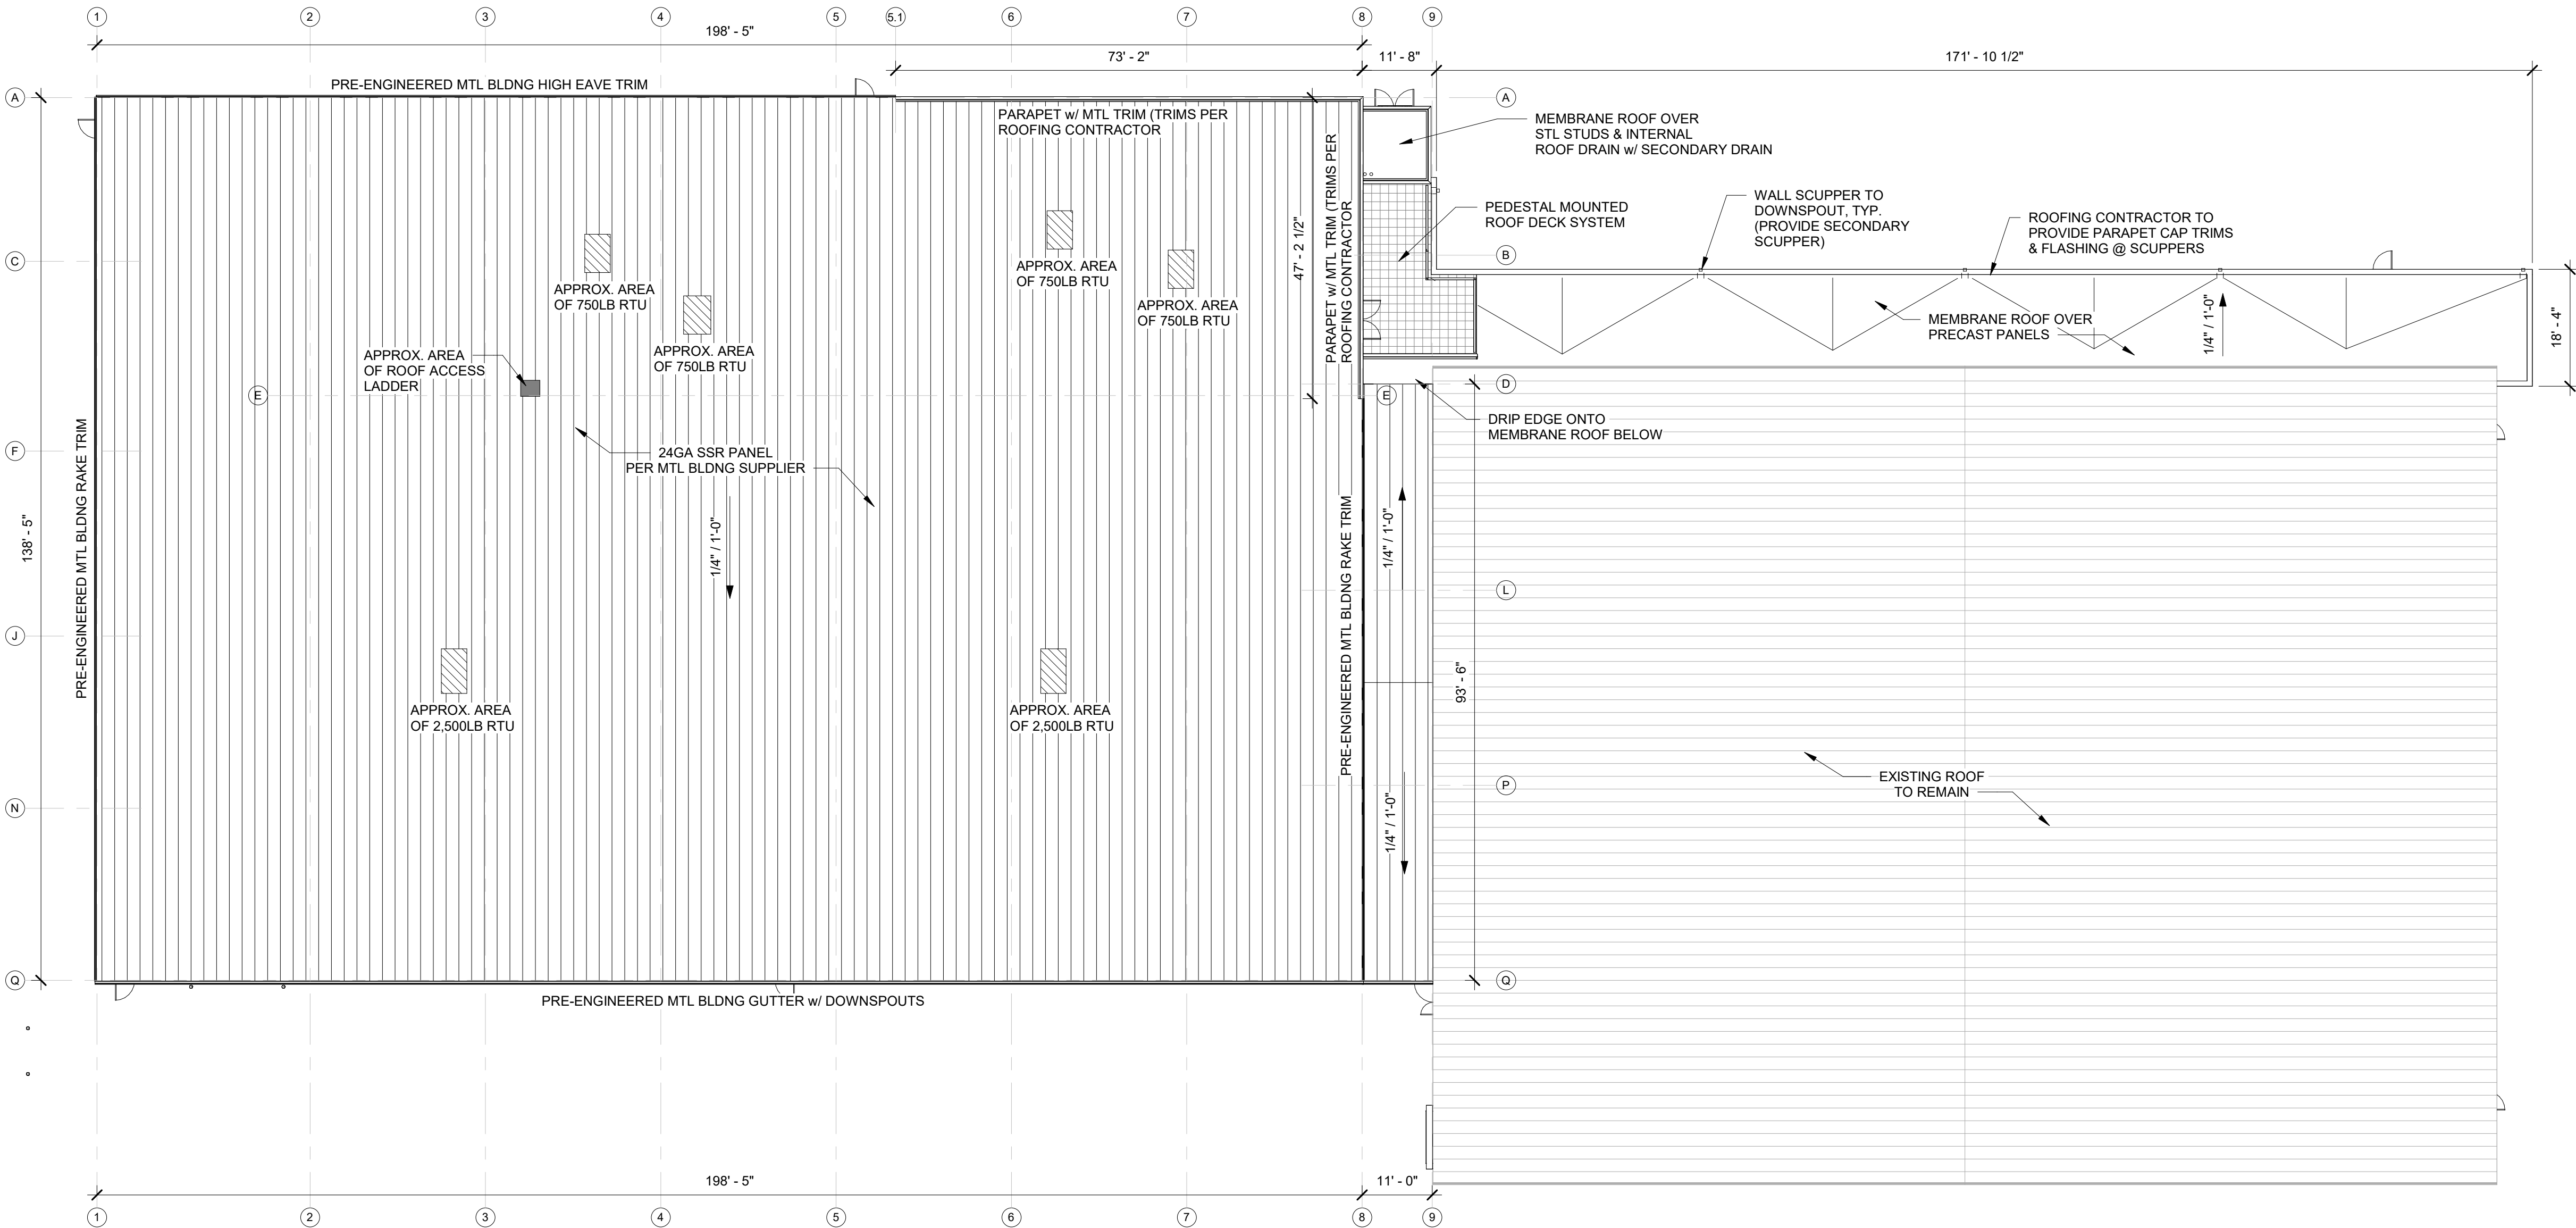 1
2
3
4
5
5.1
6
7
8
9
198' - 5"
73' - 2"
11' - 8"
171' - 10 1/2"
PRE-ENGINEERED MTL BLDNG HIGH EAVE TRIM
A
A
PARAPET w/ MTL TRIM (TRIMS PER
ROOFING CONTRACTOR
PARAPET w/ MTL TRIM (TRIMS PER
ROOFING CONTRACTOR
47' - 2 1/2"
MEMBRANE ROOF OVER
STL STUDS & INTERNAL
ROOF DRAIN w/ SECONDARY DRAIN
PEDESTAL MOUNTED
ROOF DECK SYSTEM
WALL SCUPPER TO
DOWNSPOUT, TYP.
(PROVIDE SECONDARY
SCUPPER)
ROOFING CONTRACTOR TO
PROVIDE PARAPET CAP TRIMS
& FLASHING @ SCUPPERS
C
B
APPROX. AREA
OF 750LB RTU
APPROX. AREA
OF 750LB RTU
APPROX. AREA
OF 750LB RTU
APPROX. AREA
OF 750LB RTU
MEMBRANE ROOF OVER
PRECAST PANELS
1/4" / 1'-0"
18' - 4"
APPROX. AREA
OF ROOF ACCESS
LADDER
E
E
D
DRIP EDGE ONTO
MEMBRANE ROOF BELOW
F
24GA SSR PANEL
PER MTL BLDNG SUPPLIER
PRE-ENGINEERED MTL BLDNG RAKE TRIM
138' - 5"
1/4" / 1'-0"
PRE-ENGINEERED MTL BLDNG RAKE TRIM
1/4" / 1'-0"
L
J
93' - 6"
APPROX. AREA
OF 2,500LB RTU
APPROX. AREA
OF 2,500LB RTU
EXISTING ROOF
TO REMAIN
P
N
1/4" / 1'-0"
Q
Q
PRE-ENGINEERED MTL BLDNG GUTTER w/ DOWNSPOUTS
198' - 5"
11' - 0"
1
2
3
4
5
6
7
8
9